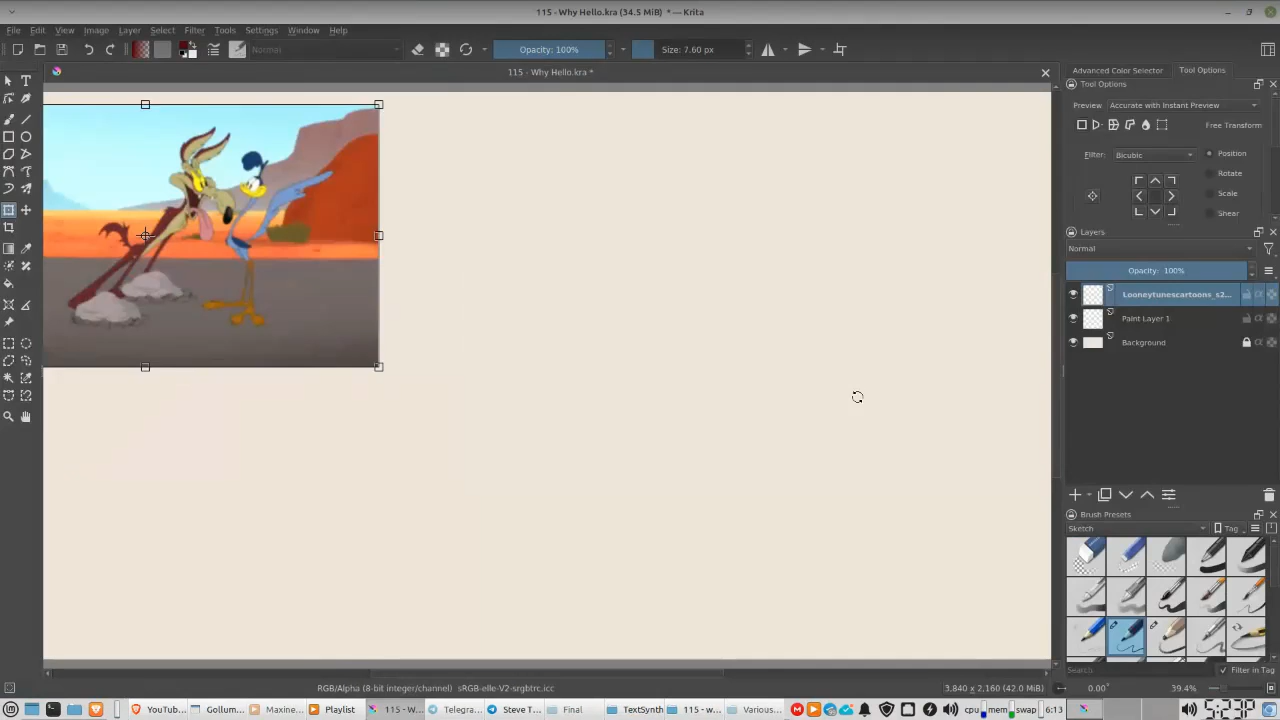 115 - Why Hello.kra (34.5 MiB) * — Krita
File Edit View Image Layer Select Filter Tools Settings Window Help
Normal Opacity: 100% Size: 7.60 px
115 - Why Hello.kra *
Advanced Color Selector Tool Options
Tool Options
Preview Accurate with Instant Preview
Free Transform
Filter: Bicubic Position
Rotate
Scale
Shear
Layers
Normal
Opacity: 100%
Looneytunescartoons_s2...
Paint Layer 1
Background
Brush Presets
Sketch Tag
Search Filter in Tag
RGB/Alpha (8-bit integer/channel) sRGB-elle-V2-srgbtrc.icc 3,840 x 2,160 (42.0 MiB) 0.00° 39.4%
YouTub... Gollum... Maxine... Playlist 115 - W... Telegra... Steve T... Final TextSynth 115 - w... Various... cpu mem swap 6:13 5:23P